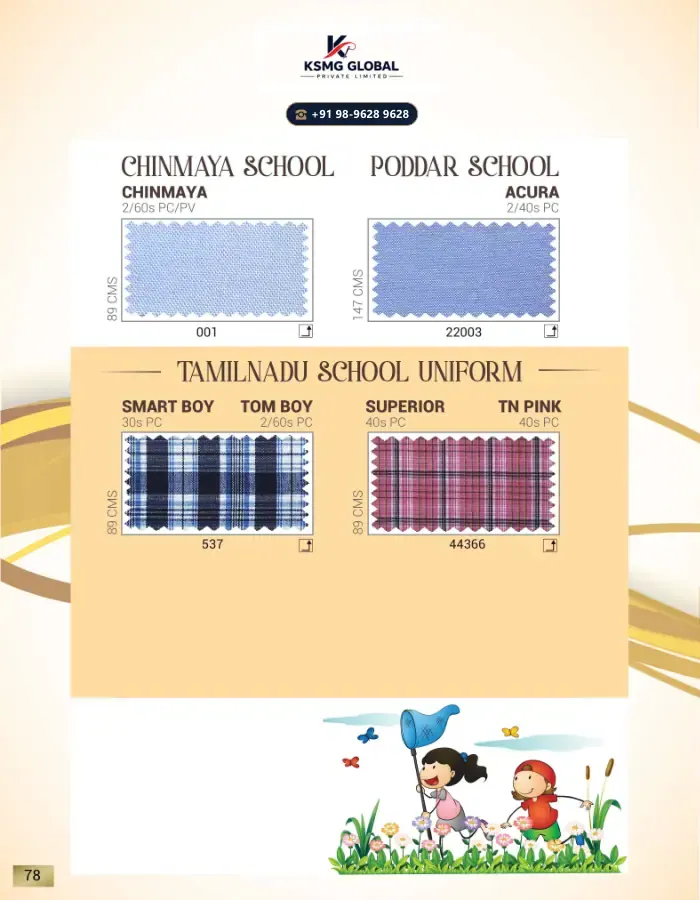 KSMG GLOBAL
PRIVATE LIMITED
+91 98-9628 9628
CHINMAYA SCHOOL
CHINMAYA
2/60s PC/PV
89 CMS
001
PODDAR SCHOOL
ACURA
2/40s PC
147 CMS
22003
TAMILNADU SCHOOL UNIFORM
SMART BOY TOM BOY
30s PC 2/60s PC
89 CMS
537
SUPERIOR TN PINK
40s PC 40s PC
89 CMS
44366
78